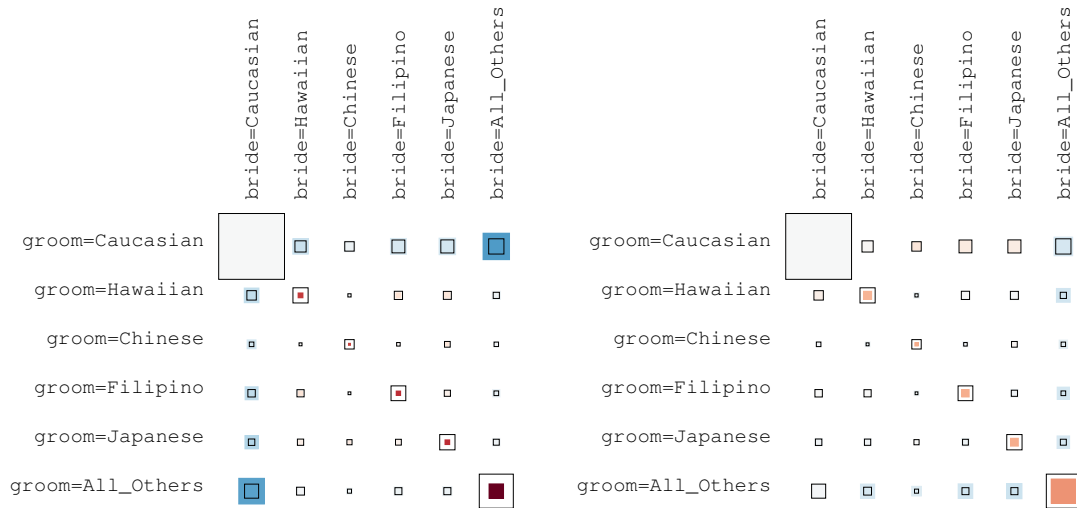 bride=Caucasian
bride=Hawaiian
bride=Chinese
bride=Filipino
bride=Japanese
bride=All_Others
groom=Caucasian
groom=Hawaiian
groom=Chinese
groom=Filipino
groom=Japanese
groom=All_Others
bride=Caucasian
bride=Hawaiian
bride=Chinese
bride=Filipino
bride=Japanese
bride=All_Others
groom=Caucasian
groom=Hawaiian
groom=Chinese
groom=Filipino
groom=Japanese
groom=All_Others